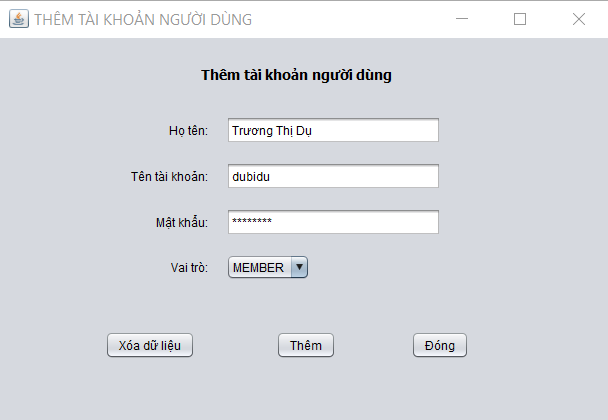 THÊM TÀI KHOẢN NGƯỜI DÙNG
Thêm tài khoản người dùng
Họ tên: Trương Thị Dụ
Tên tài khoản: dubidu
Mật khẩu: ********
Vai trò: MEMBER
Xóa dữ liệu Thêm Đóng